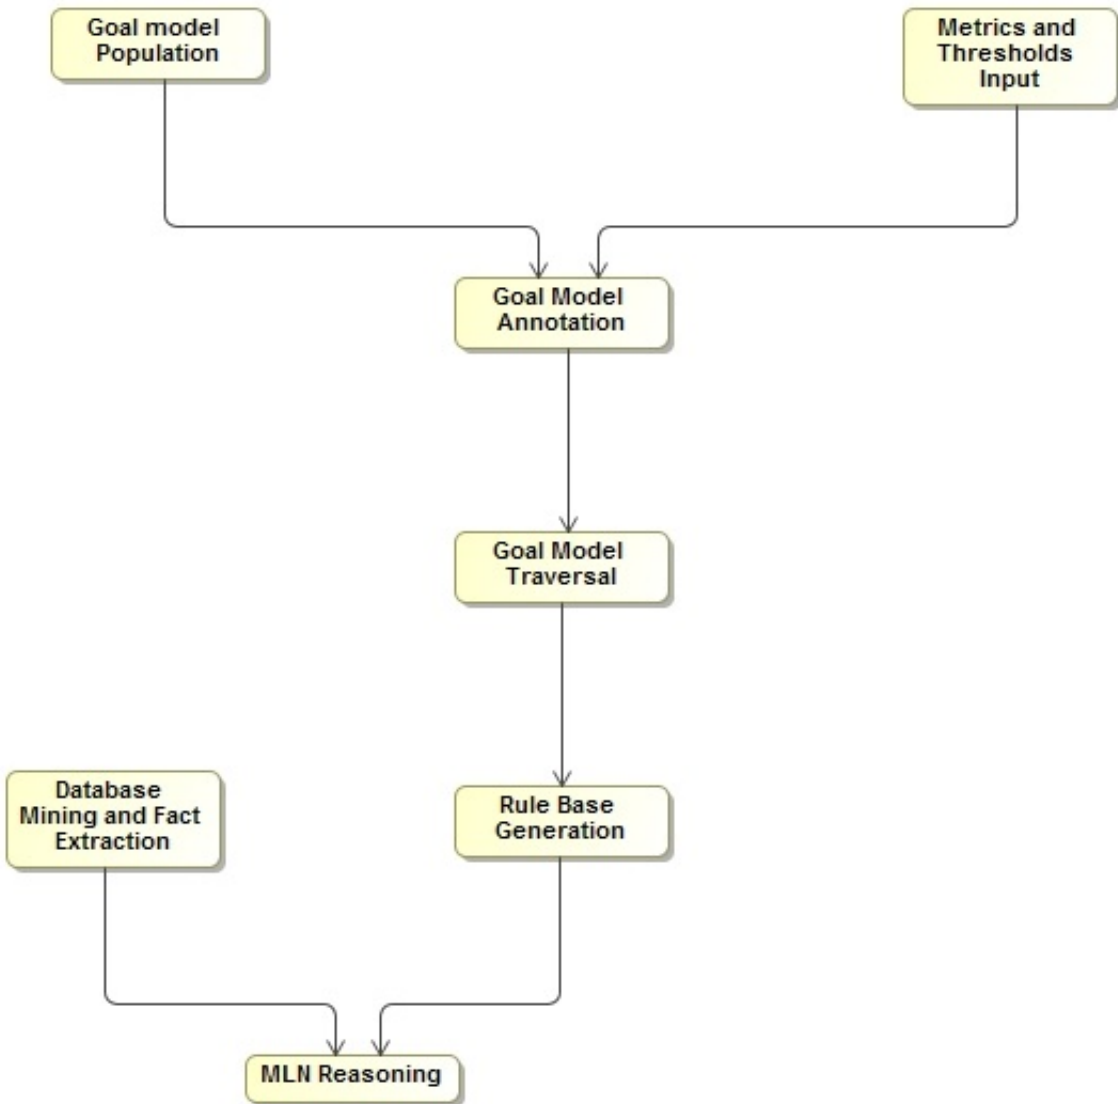 Goal model
Population
Metrics and
Thresholds
Input
Goal Model
Annotation
Goal Model
Traversal
Database
Mining and Fact
Extraction
Rule Base
Generation
MLN Reasoning